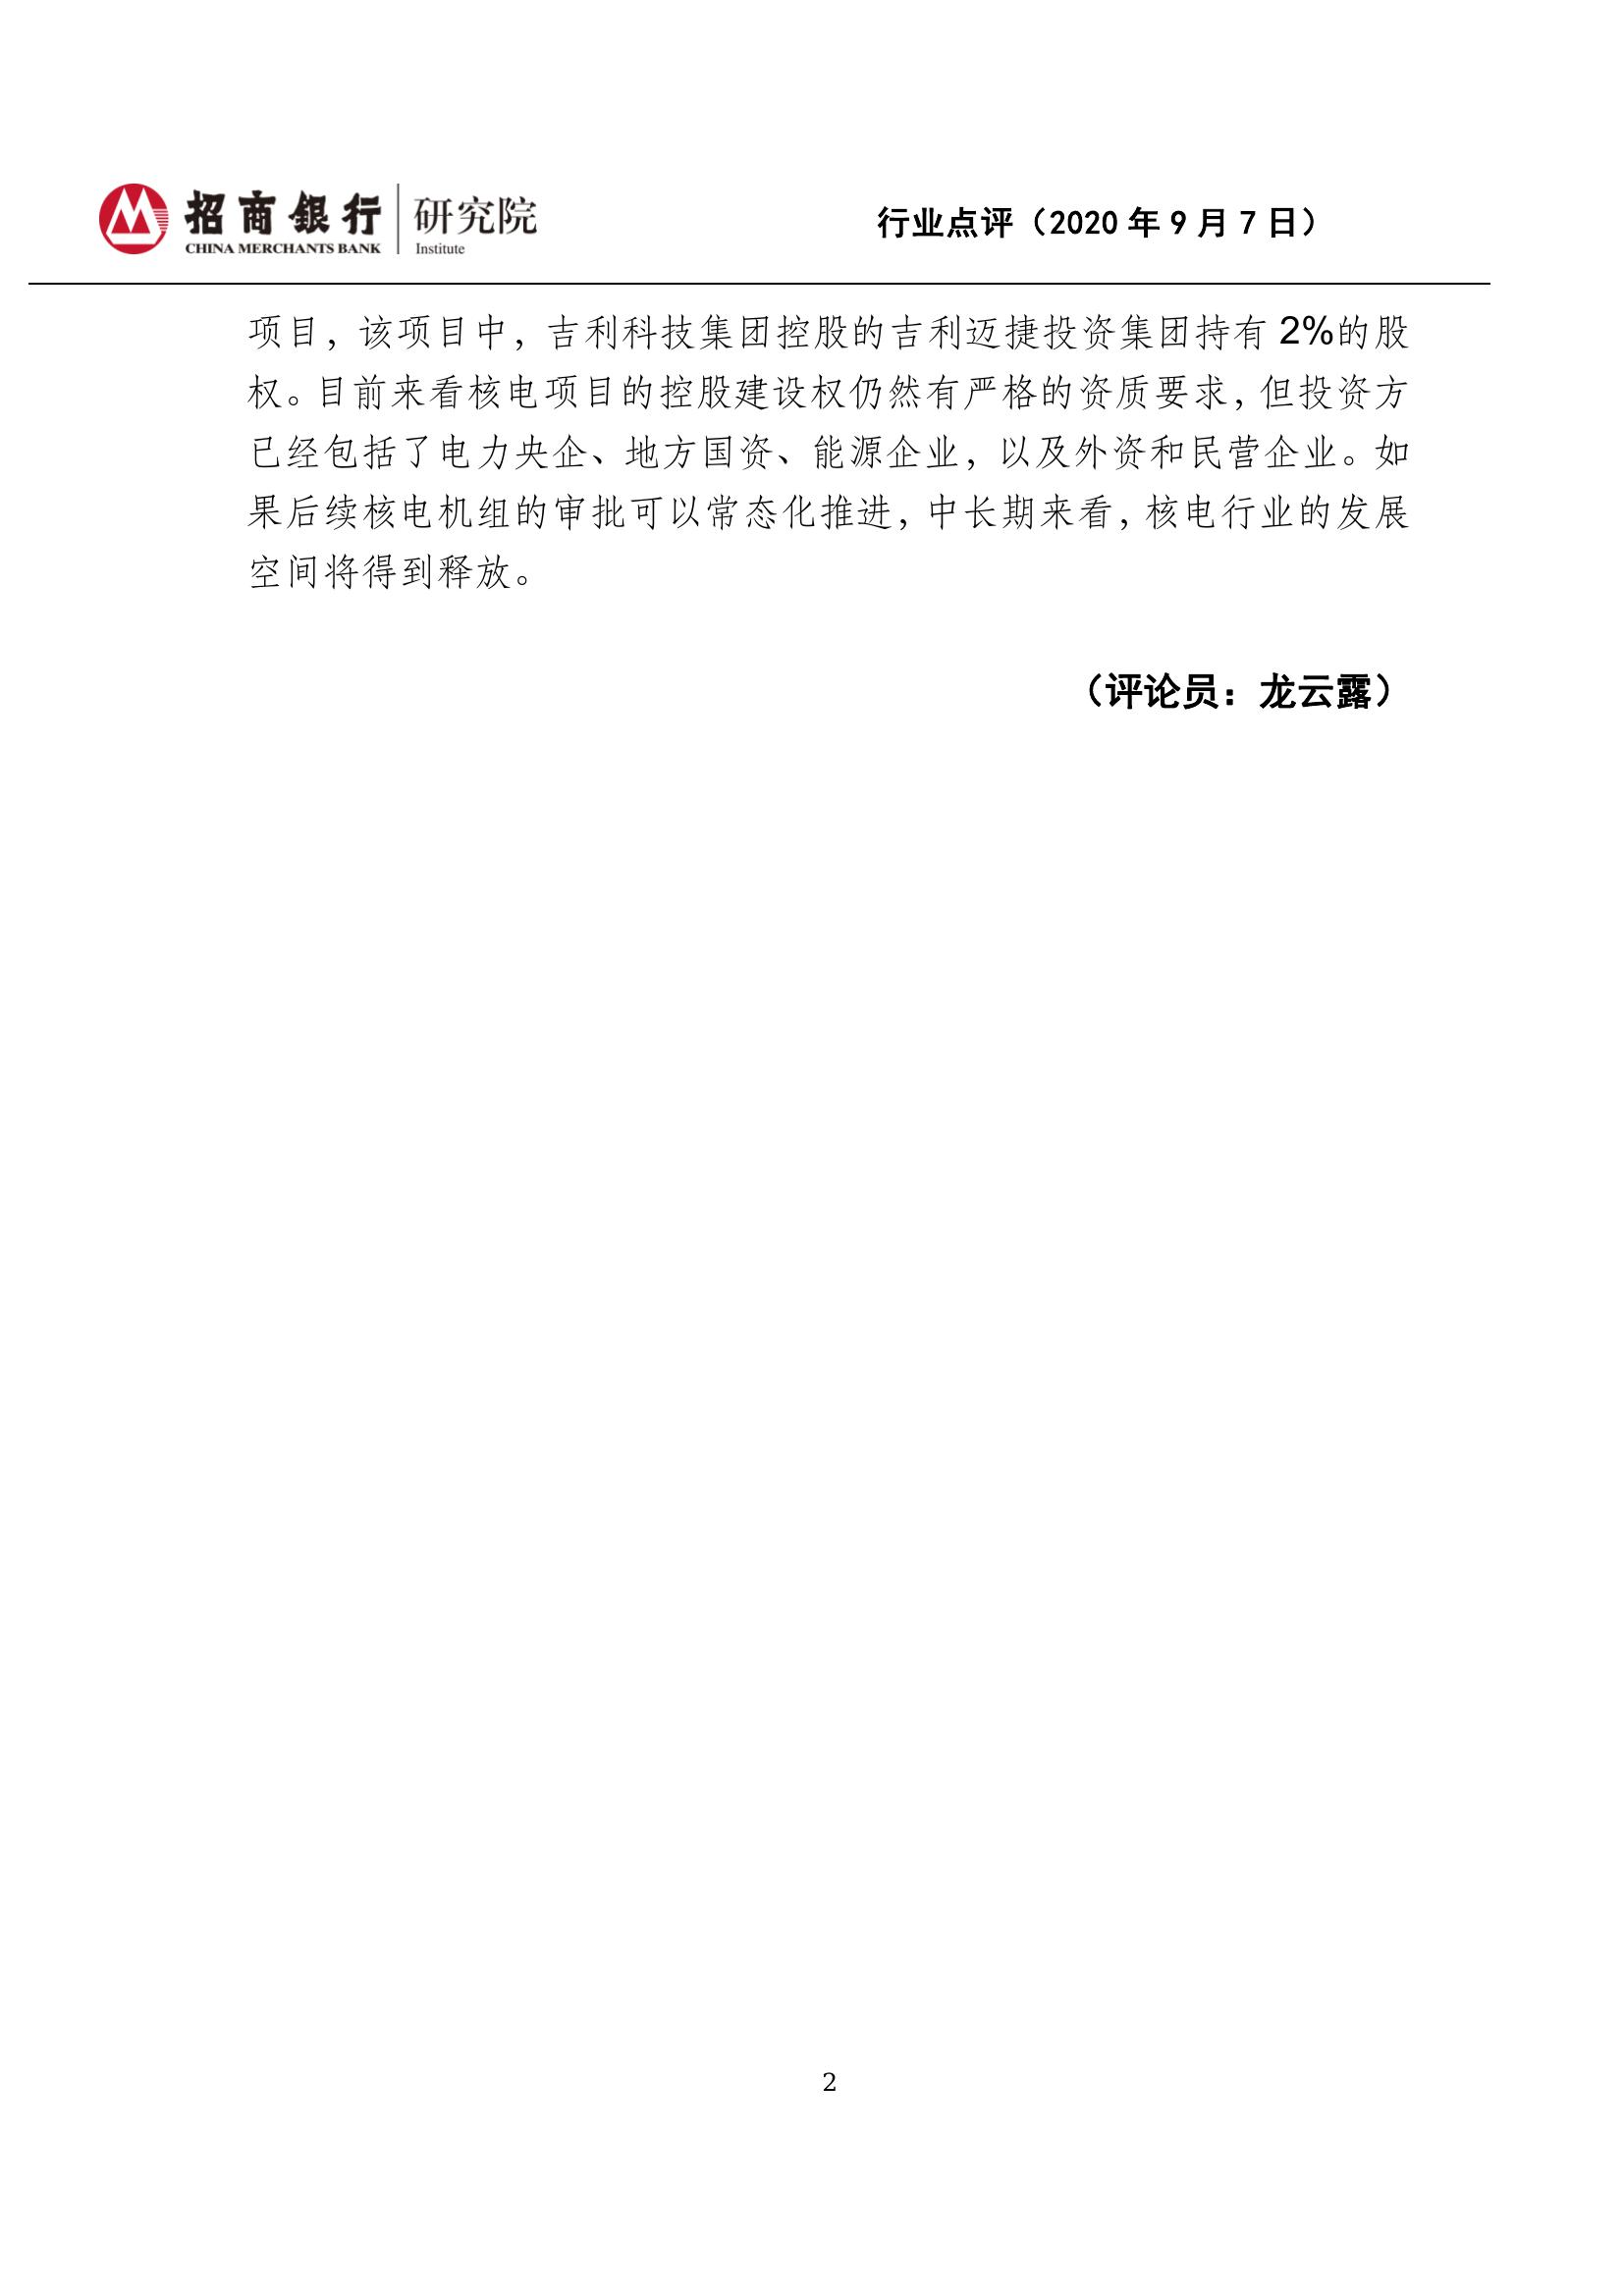 招商銀行
CHINA MERCHANTS BANK
研究院
Institute
行业点评（2020 年 9 月 7 日）
项目，该项目中，吉利科技集团控股的吉利迈捷投资集团持有 2%的股
权。目前来看核电项目的控股建设权仍然有严格的资质要求，但投资方
已经包括了电力央企、地方国资、能源企业，以及外资和民营企业。如
果后续核电机组的审批可以常态化推进，中长期来看，核电行业的发展
空间将得到释放。
（评论员：龙云露）
2